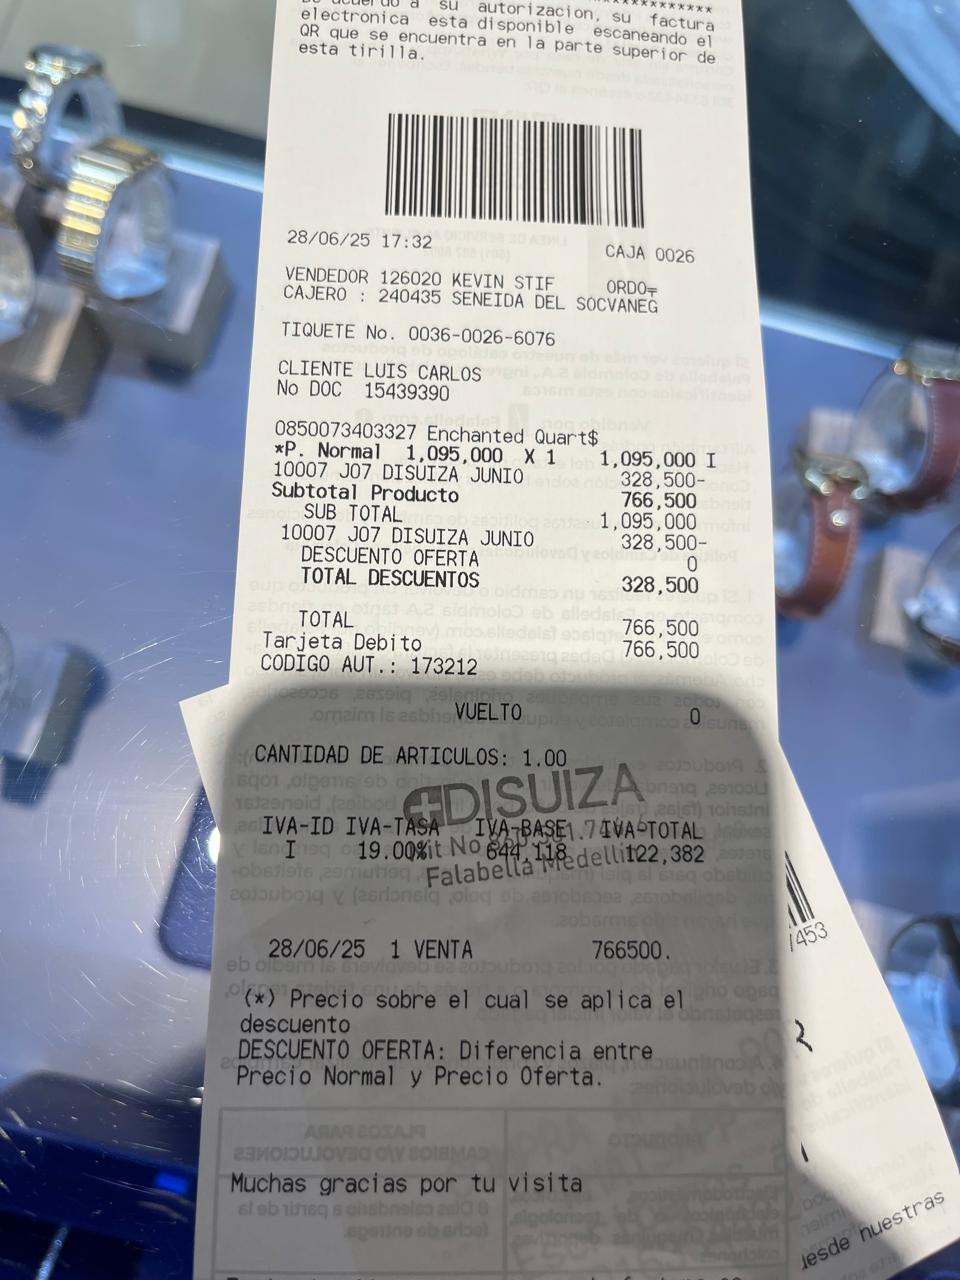 su autorizacion, su factura
electronica esta disponible escaneando el
QR que se encuentra en la parte superior de
esta tirilla.
28/06/25 17:32 CAJA 0026
VENDEDOR 126020 KEVIN STIF ORDO
CAJERO : 240435 SENEIDA DEL SOCVANEG
TIQUETE No. 0036-0026-6076
CLIENTE LUIS CARLOS
No DOC 15439390
0850073403327 Enchanted Quart$
*P. Normal 1,095,000 X 1 1,095,000 I
10007 J07 DISUIZA JUNIO 328,500-
Subtotal Producto 766,500
SUB TOTAL 1,095,000
10007 J07 DISUIZA JUNIO 328,500-
DESCUENTO OFERTA 0
TOTAL DESCUENTOS 328,500
TOTAL 766,500
Tarjeta Debito 766,500
CODIGO AUT.: 173212
VUELTO 0
CANTIDAD DE ARTICULOS: 1.00
DISUIZA
IVA-ID IVA-TASA IVA-BASE IVA-TOTAL
I 19.00% 644,118 122,382
Nit No
Falabella Medellin
28/06/25 1 VENTA 766500.
(*) Precio sobre el cual se aplica el
descuento
DESCUENTO OFERTA: Diferencia entre
Precio Normal y Precio Oferta.
Muchas gracias por tu visita
desde nuestras